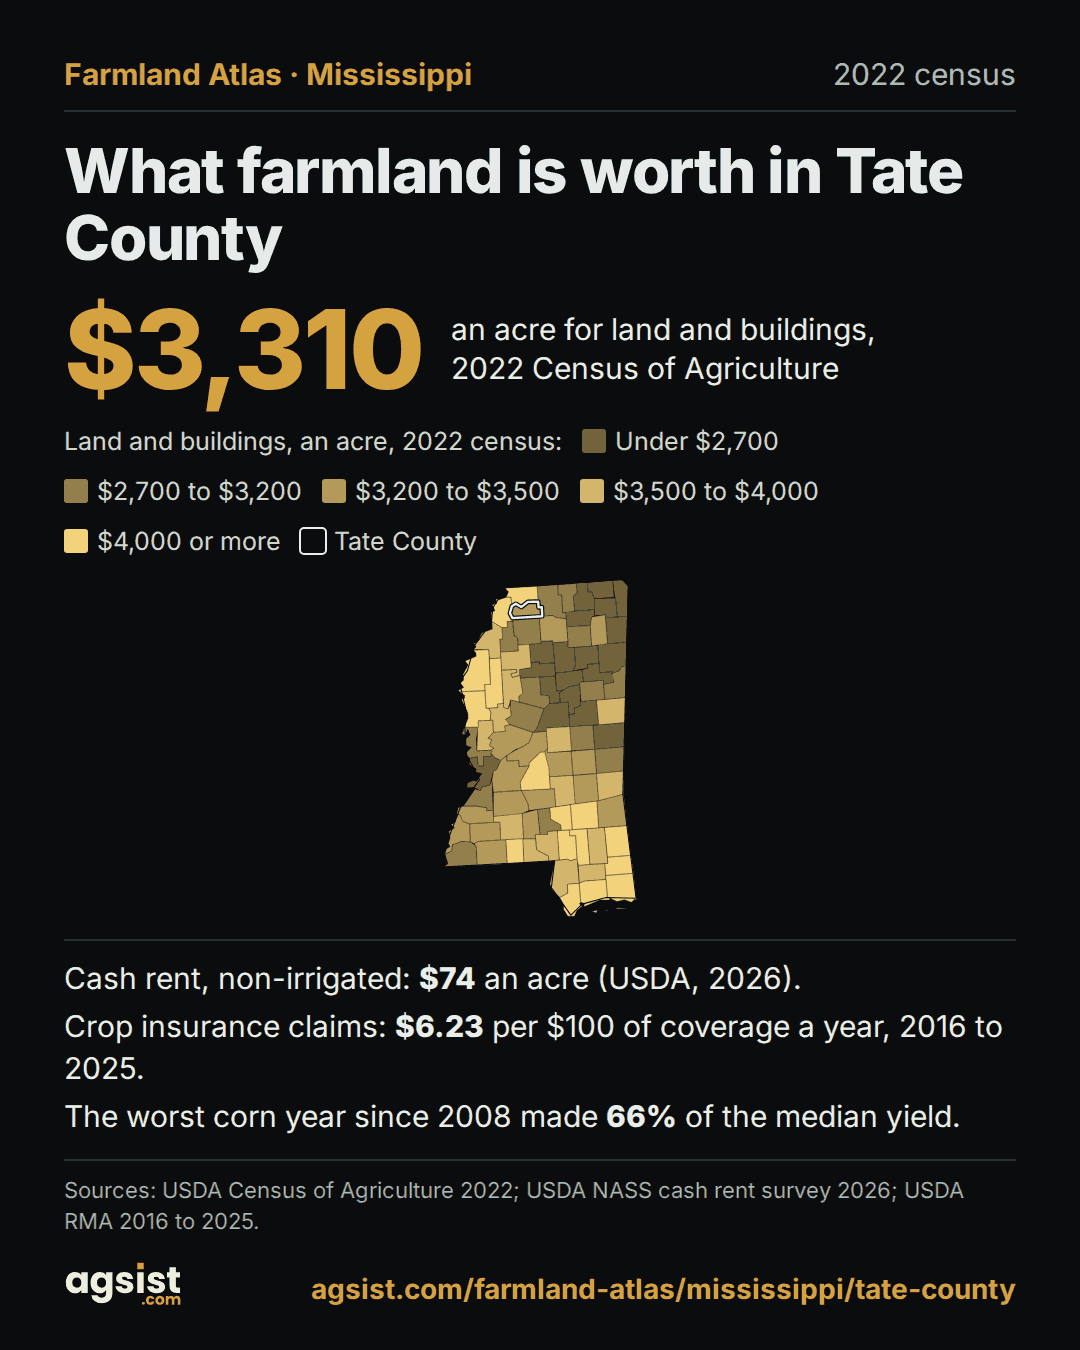 Farmland Atlas · Mississippi
2022 census
What farmland is worth in Tate
County
$3,310
an acre for land and buildings,
2022 Census of Agriculture
Land and buildings, an acre, 2022 census: Under $2,700
$2,700 to $3,200 $3,200 to $3,500 $3,500 to $4,000
$4,000 or more Tate County
Cash rent, non-irrigated: $74 an acre (USDA, 2026).
Crop insurance claims: $6.23 per $100 of coverage a year, 2016 to
2025.
The worst corn year since 2008 made 66% of the median yield.
Sources: USDA Census of Agriculture 2022; USDA NASS cash rent survey 2026; USDA
RMA 2016 to 2025.
agsist
.com
agsist.com/farmland-atlas/mississippi/tate-county